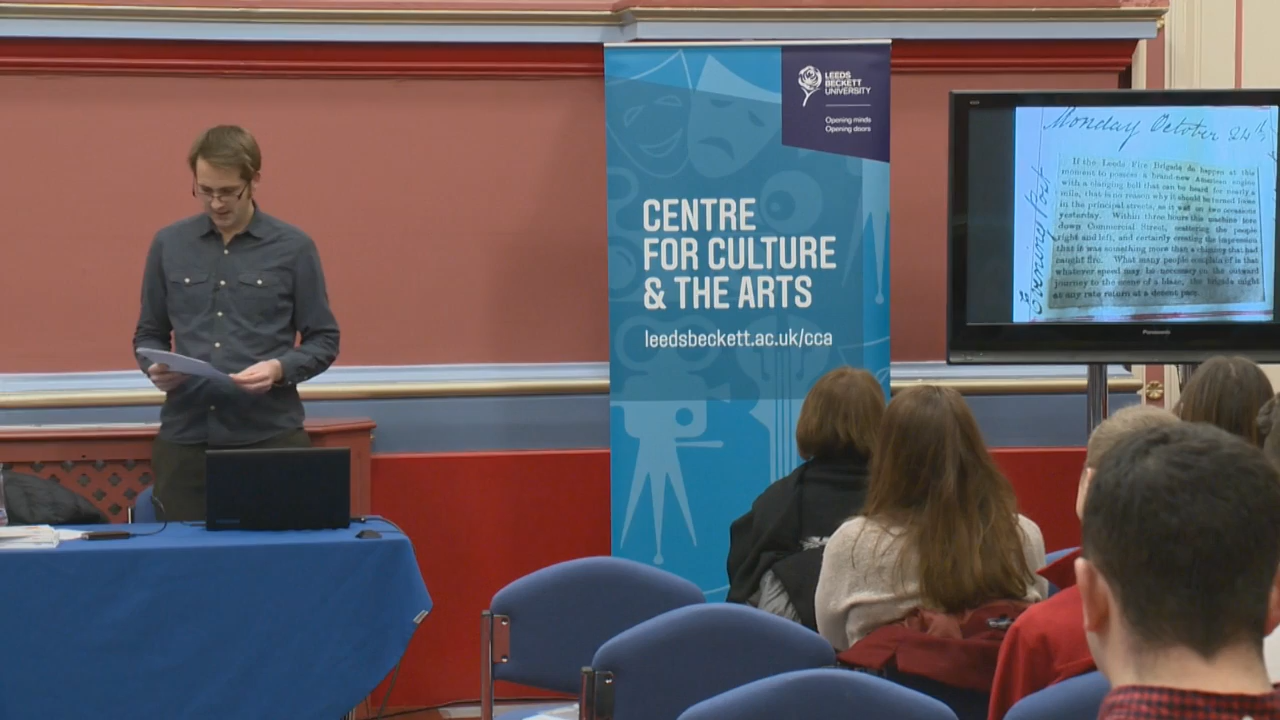 LEEDS
BECKETT
UNIVERSITY
Opening minds
Opening doors
CENTRE
FOR CULTURE
& THE ARTS
leedsbeckett.ac.uk/cca
Monday October 24th
Evening Post
If the Leeds Fire Brigade do happen at this
moment to possess a brand-new American engine
with a clanging bell that can be heard for nearly a
mile, that is no reason why it should be turned loose
in the principal streets, as it was on two occasions
yesterday. Within three hours this machine tore
down Commercial Street, scattering the people
right and left, and certainly creating the impression
that it was something more than a chimney that had
caught fire. What many people complain of is that
whatever speed may be necessary on the outward
journey to the scene of a blaze, the brigade might
at any rate return at a decent pace.
Panasonic